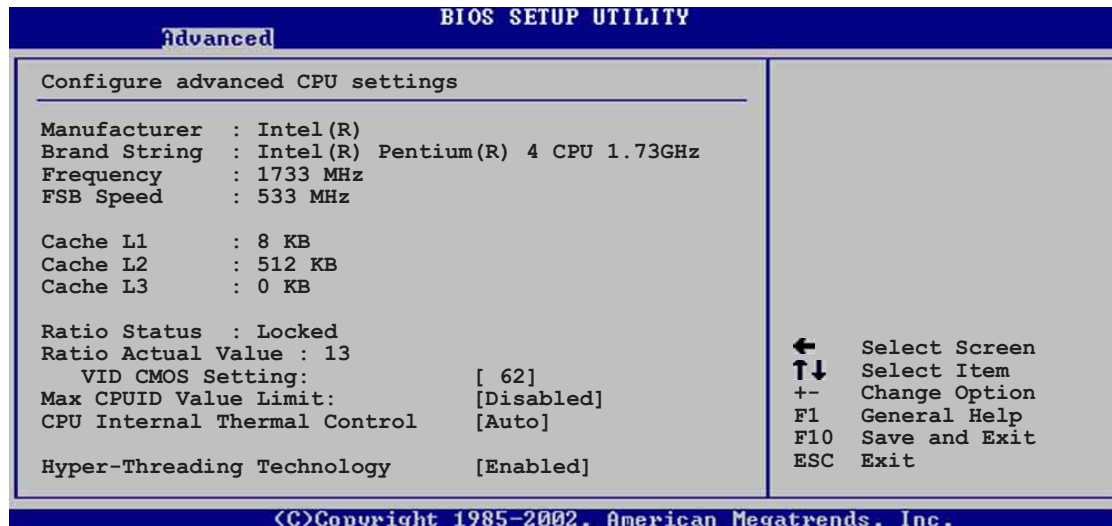 BIOS SETUP UTILITY
Advanced
Configure advanced CPU settings
Manufacturer : Intel(R)
Brand String : Intel(R) Pentium(R) 4 CPU 1.73GHz
Frequency : 1733 MHz
FSB Speed : 533 MHz
Cache L1 : 8 KB
Cache L2 : 512 KB
Cache L3 : 0 KB
Ratio Status : Locked
Ratio Actual Value : 13
VID CMOS Setting: [ 62]
Max CPUID Value Limit: [Disabled]
CPU Internal Thermal Control [Auto]
Hyper-Threading Technology [Enabled]
← Select Screen
↑↓ Select Item
+- Change Option
F1 General Help
F10 Save and Exit
ESC Exit
(C)Copyright 1985-2002, American Megatrends, Inc.